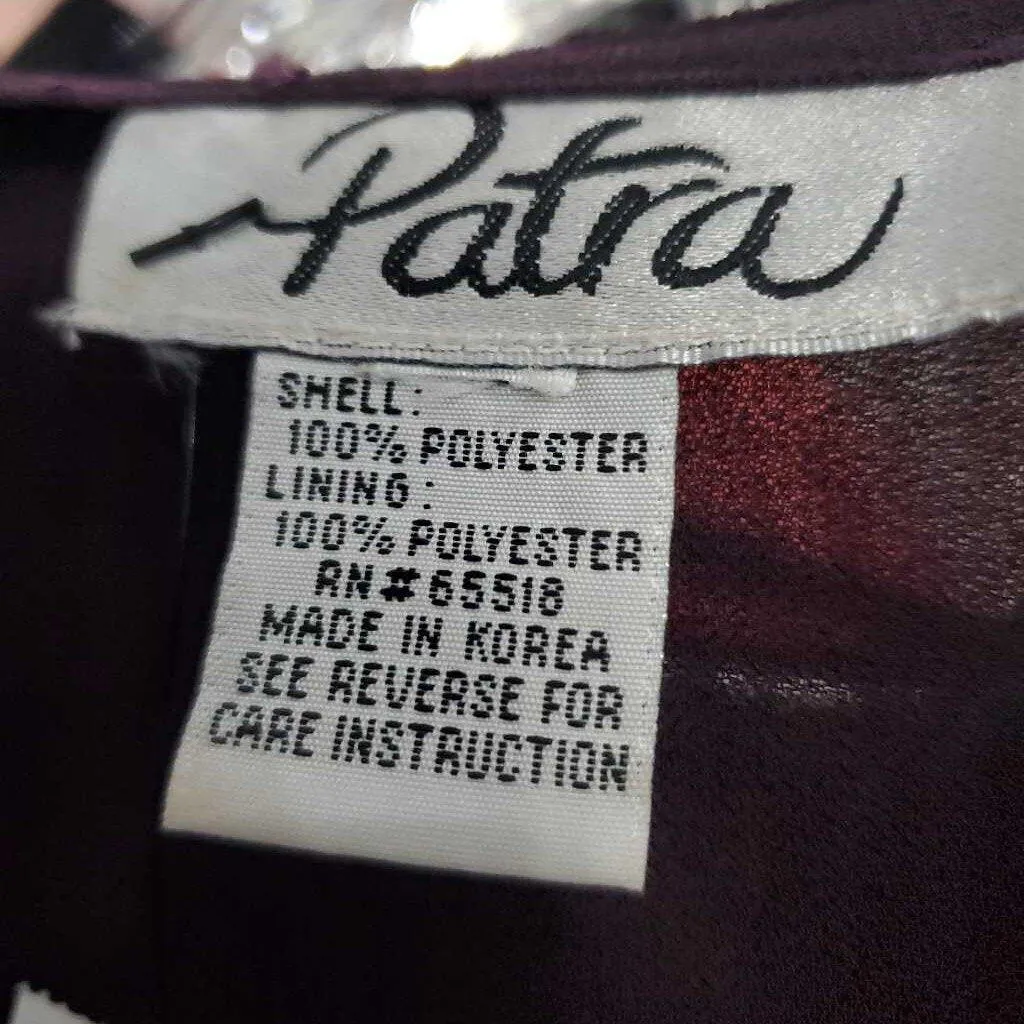 Patra
SHELL:
100% POLYESTER
LINING:
100% POLYESTER
RN#65518
MADE IN KOREA
SEE REVERSE FOR
CARE INSTRUCTION